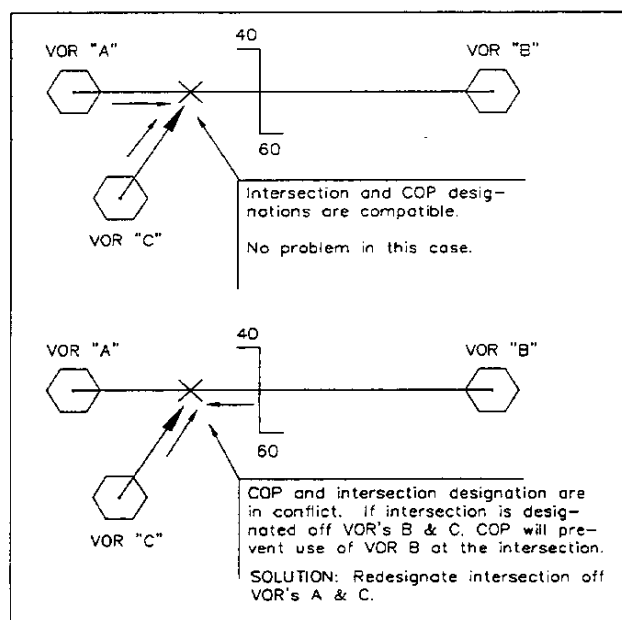 40
VOR "A"
VOR "B"
60
Intersection and COP desig-
nations are compatible.
No problem in this case.
VOR "C"
40
VOR "A"
VOR "B"
60
COP and intersection designation are
in conflict. If intersection is desig-
nated off VOR's B & C, COP will pre-
vent use of VOR B at the intersection.
SOLUTION: Redesignate intersection off
VOR's A & C.
VOR "C"